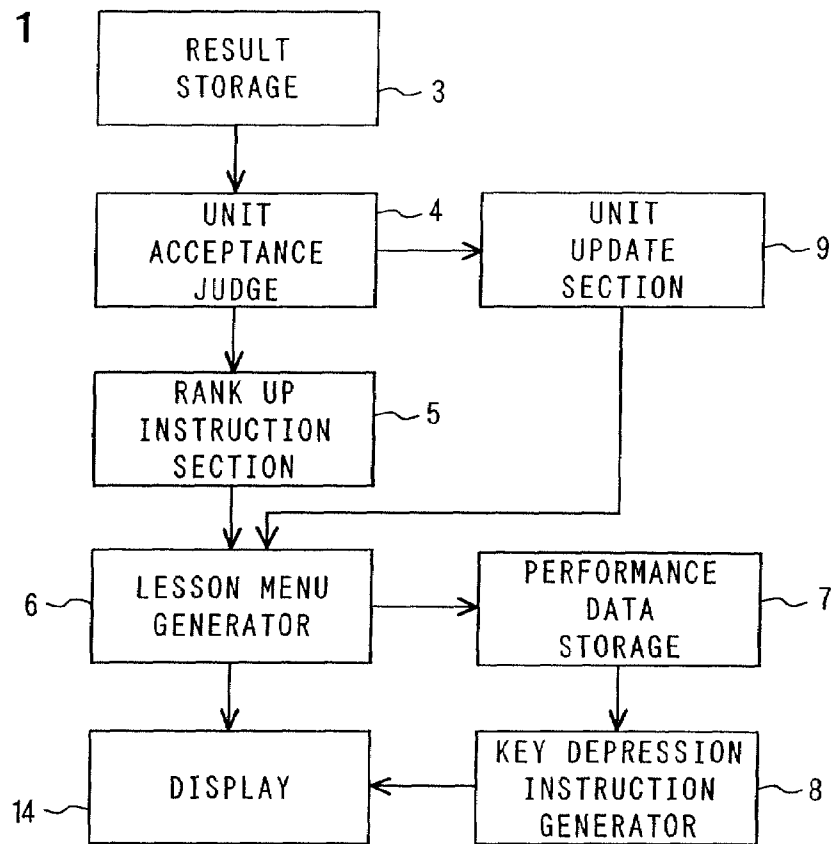 1
RESULT
STORAGE
3
UNIT
ACCEPTANCE
JUDGE
4
UNIT
UPDATE
SECTION
9
RANK UP
INSTRUCTION
SECTION
5
6
LESSON MENU
GENERATOR
PERFORMANCE
DATA
STORAGE
7
14
DISPLAY
KEY DEPRESSION
INSTRUCTION
GENERATOR
8